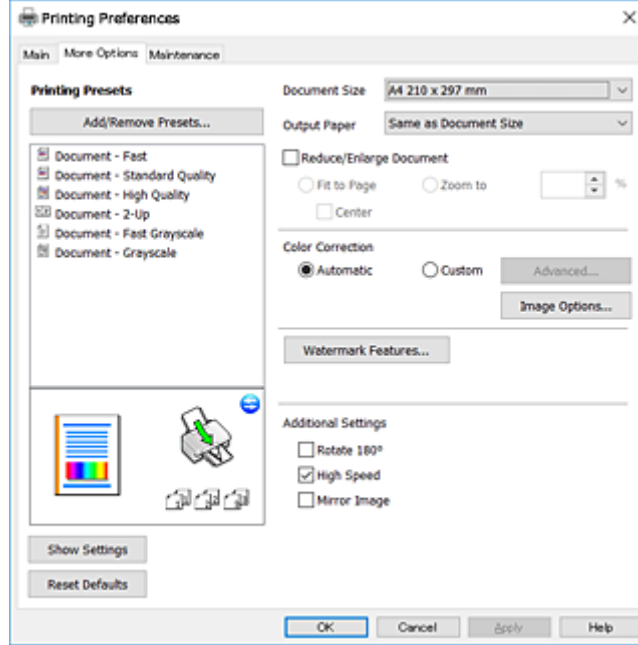 Printing Preferences
Main More Options Maintenance
Printing Presets
Add/Remove Presets...
Document - Fast
Document - Standard Quality
Document - High Quality
Document - 2-Up
Document - Fast Grayscale
Document - Grayscale
Show Settings
Reset Defaults
Document Size A4 210 x 297 mm
Output Paper Same as Document Size
Reduce/Enlarge Document
Fit to Page Zoom to %
Center
Color Correction
Automatic Custom Advanced...
Image Options...
Watermark Features...
Additional Settings
Rotate 180°
High Speed
Mirror Image
OK Cancel Apply Help